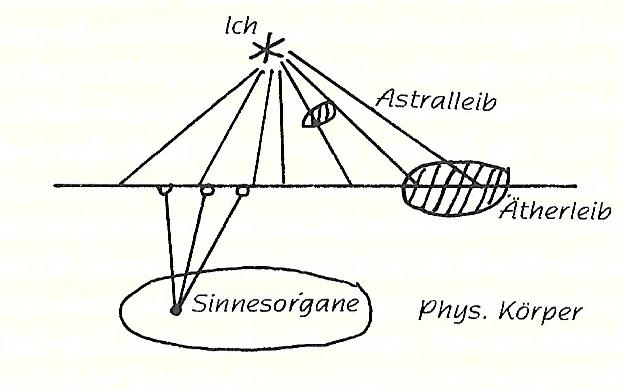 Ich
Astralleib
Ätherleib
Sinnesorgane
Phys. Körper